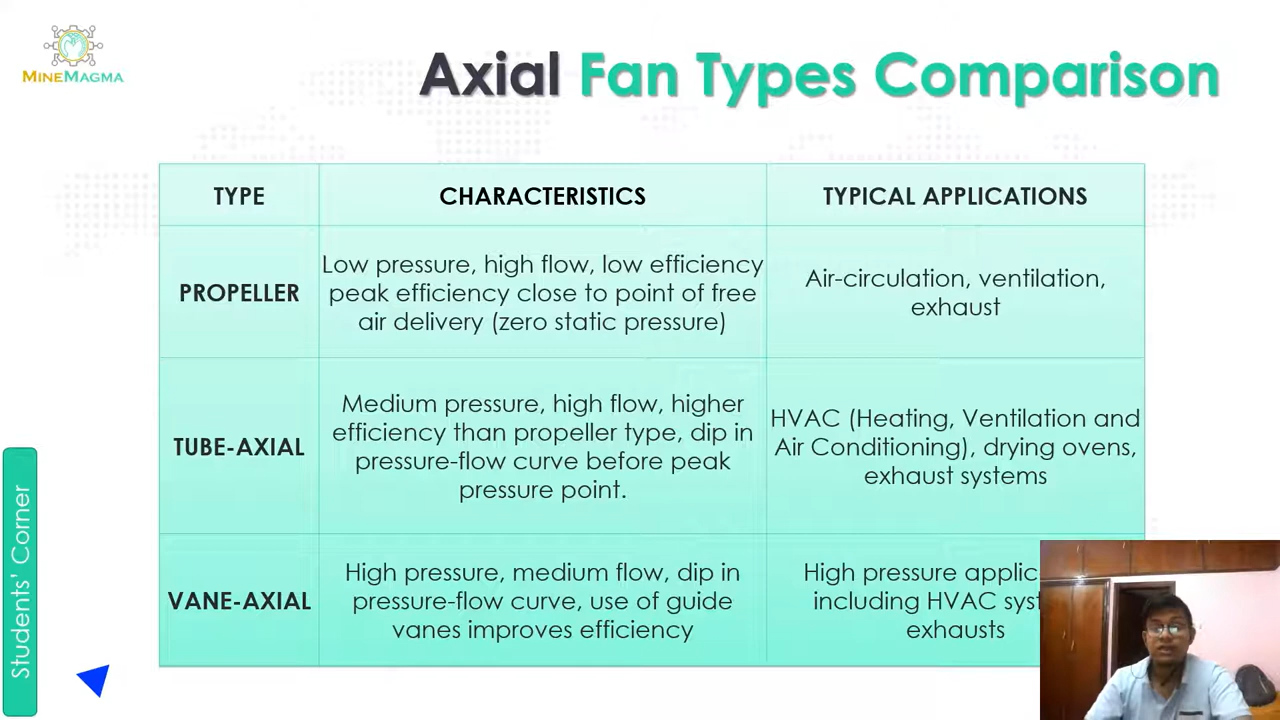 MINEMAGMA
Axial Fan Types Comparison
TYPE
CHARACTERISTICS
TYPICAL APPLICATIONS
PROPELLER
Low pressure, high flow, low efficiency
peak efficiency close to point of free
air delivery (zero static pressure)
Air-circulation, ventilation,
exhaust
TUBE-AXIAL
Medium pressure, high flow, higher
efficiency than propeller type, dip in
pressure-flow curve before peak
pressure point.
HVAC (Heating, Ventilation and
Air Conditioning), drying ovens,
exhaust systems
VANE-AXIAL
High pressure, medium flow, dip in
pressure-flow curve, use of guide
vanes improves efficiency
High pressure
including HVAC
exhausts
Students' Corner